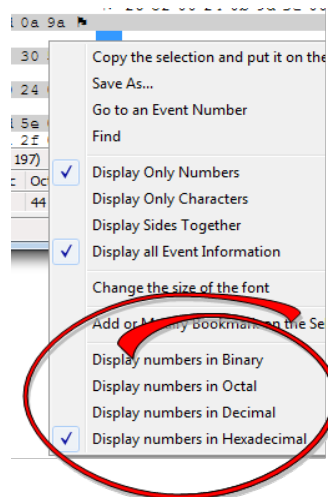 0a 9a
30
Copy the selection and put it on the
Save As...
24
Go to an Event Number
5e
Find
2f
197)
Oc
Display Only Numbers
44
Display Only Characters
Display Sides Together
Display all Event Information
Change the size of the font
Add or Modify Bookmark on the Se
Display numbers in Binary
Display numbers in Octal
Display numbers in Decimal
Display numbers in Hexadecimal